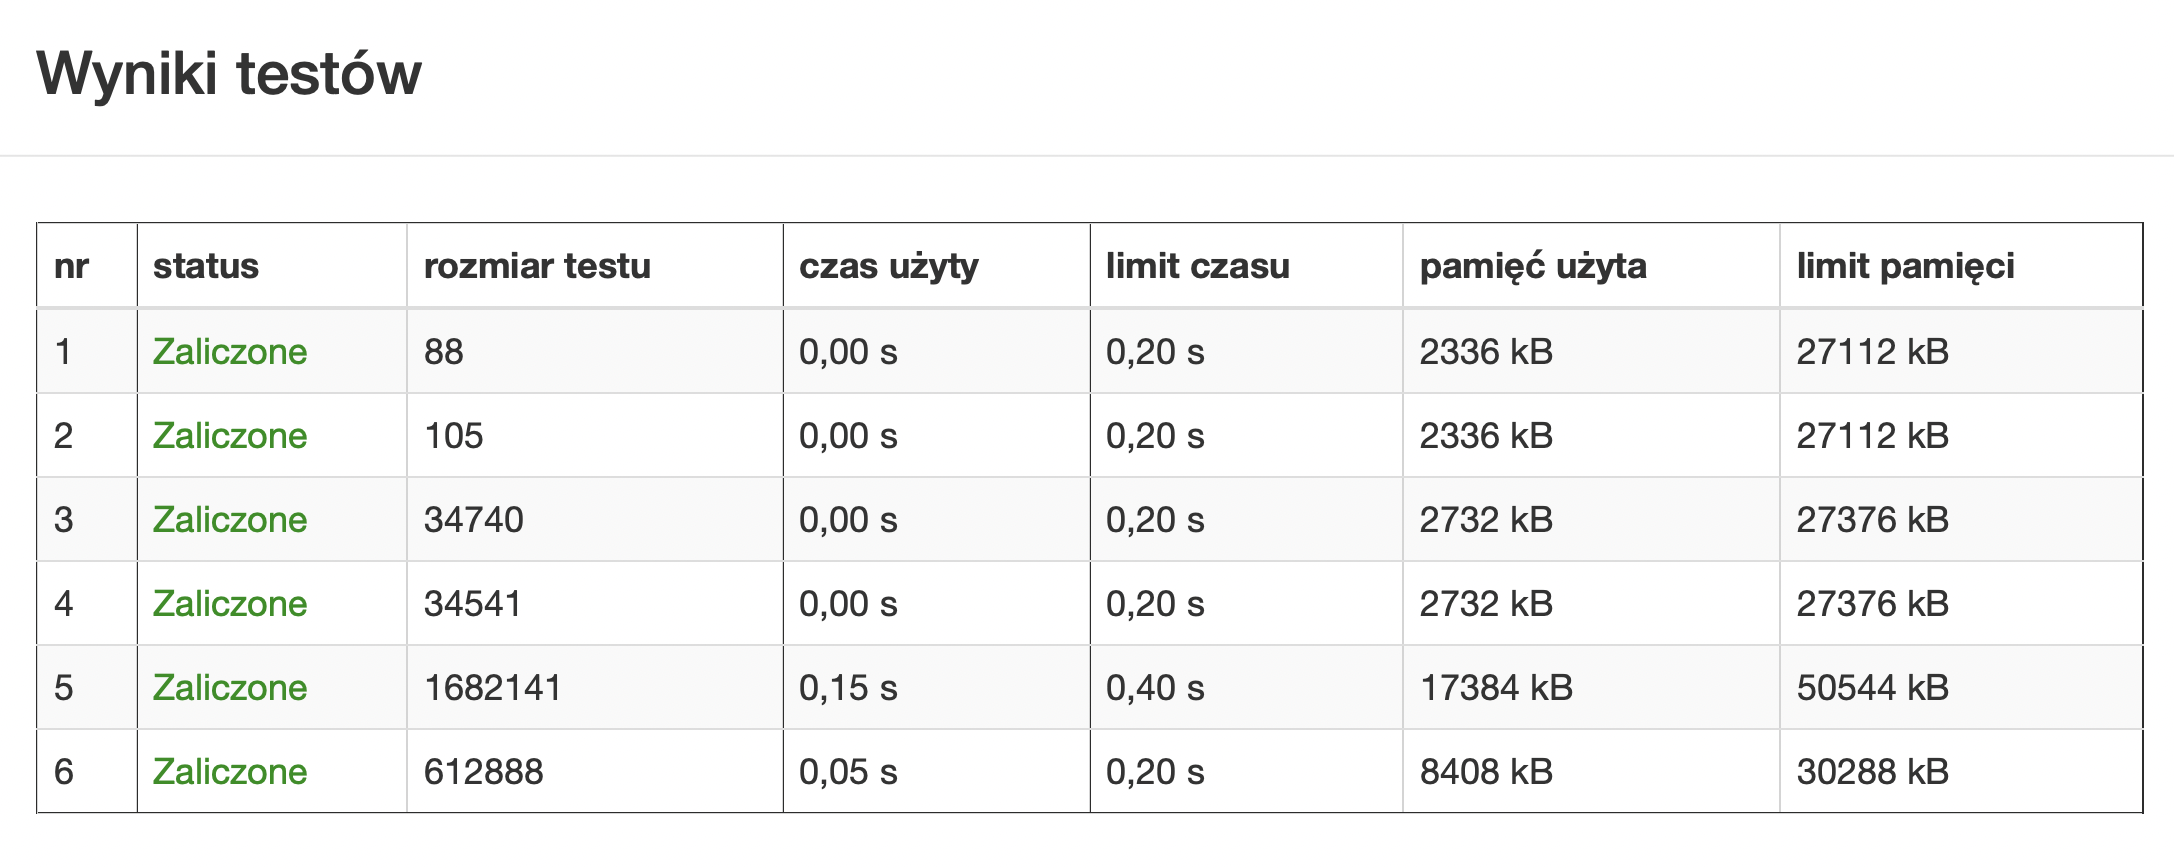 Wyniki testów
nr status rozmiar testu czas użyty limit czasu pamięć użyta limit pamięci
1 Zaliczone 88 0,00 s 0,20 s 2336 kB 27112 kB
2 Zaliczone 105 0,00 s 0,20 s 2336 kB 27112 kB
3 Zaliczone 34740 0,00 s 0,20 s 2732 kB 27376 kB
4 Zaliczone 34541 0,00 s 0,20 s 2732 kB 27376 kB
5 Zaliczone 1682141 0,15 s 0,40 s 17384 kB 50544 kB
6 Zaliczone 612888 0,05 s 0,20 s 8408 kB 30288 kB